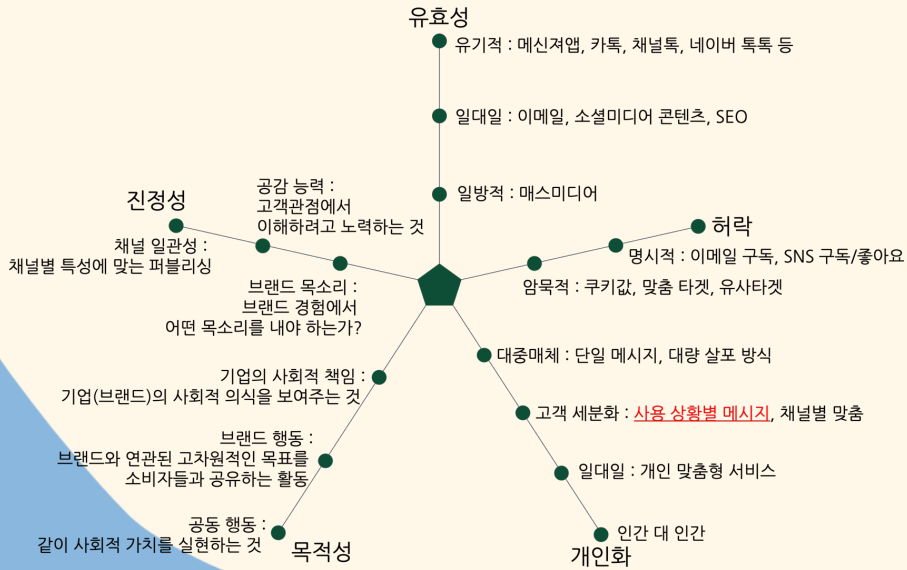 유효성
유기적 : 메신져앱, 카톡, 채널톡, 네이버 톡톡 등
일대일 : 이메일, 소셜미디어 콘텐츠, SEO
일방적 : 매스미디어
진정성
공감 능력 :
고객관점에서
이해하려고 노력하는 것
채널 일관성 :
채널별 특성에 맞는 퍼블리싱
브랜드 목소리 :
브랜드 경험에서
어떤 목소리를 내야 하는가?
허락
명시적 : 이메일 구독, SNS 구독/좋아요
암묵적 : 쿠키값, 맞춤 타겟, 유사타겟
대중매체 : 단일 메시지, 대량 살포 방식
고객 세분화 : 사용 상황별 메시지, 채널별 맞춤
일대일 : 개인 맞춤형 서비스
인간 대 인간
개인화
기업의 사회적 책임 :
기업(브랜드)의 사회적 의식을 보여주는 것
브랜드 행동 :
브랜드와 연관된 고차원적인 목표를
소비자들과 공유하는 활동
공동 행동 :
같이 사회적 가치를 실현하는 것
목적성